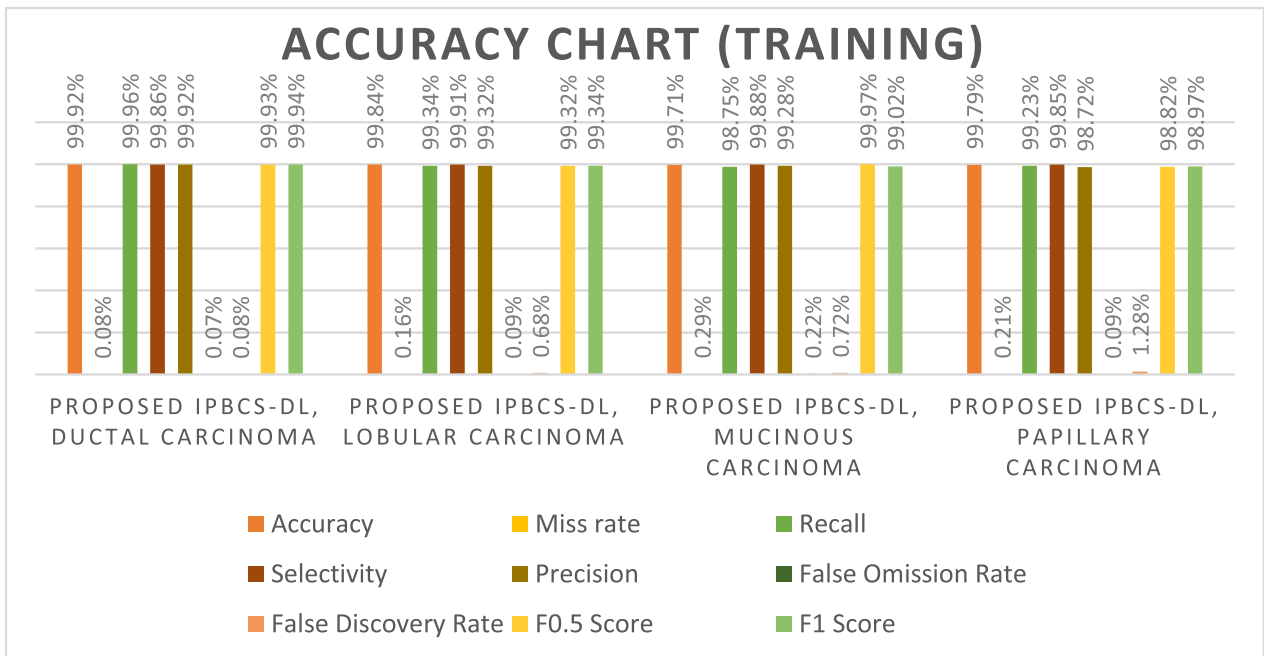 ACCURACY CHART (TRAINING)
99.92%
0.08%
99.96%
99.86%
99.92%
0.07%
0.08%
99.93%
99.94%
99.84%
0.16%
99.34%
99.91%
99.32%
0.09%
0.68%
99.32%
99.34%
99.71%
0.29%
98.75%
99.88%
99.28%
0.22%
0.72%
99.97%
99.02%
99.79%
0.21%
99.23%
99.85%
98.72%
0.09%
1.28%
98.82%
98.97%
PROPOSED IPBCS-DL,
DUCTAL CARCINOMA
PROPOSED IPBCS-DL,
LOBULAR CARCINOMA
PROPOSED IPBCS-DL,
MUCINOUS
CARCINOMA
PROPOSED IPBCS-DL,
PAPILLARY
CARCINOMA
Accuracy
Miss rate
Recall
Selectivity
Precision
False Omission Rate
False Discovery Rate
F0.5 Score
F1 Score